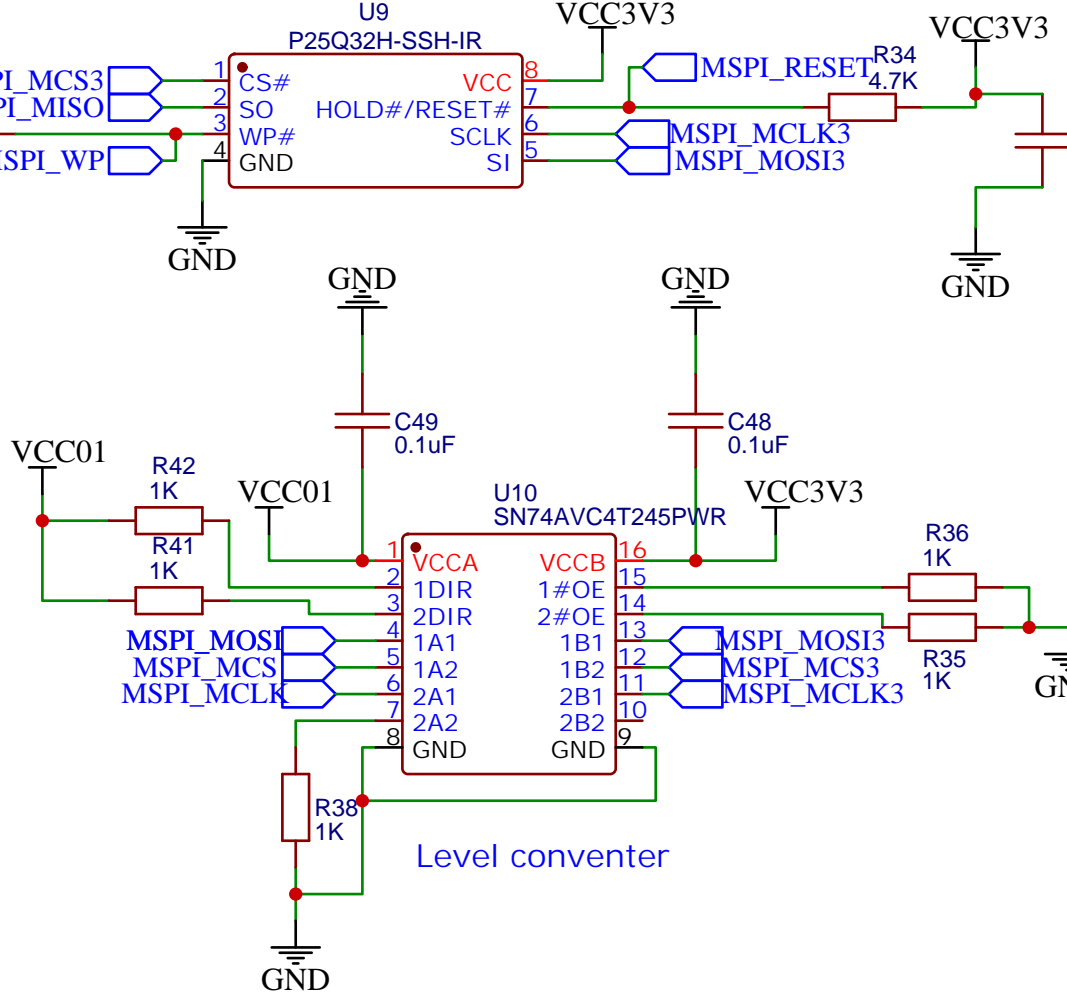 U9
P25Q32H-SSH-IR
VCC3V3
VCC3V3
PI_MCS3
1
CS#
VCC
8
MSPI_RESET
R34
4.7K
PI_MISO
2
SO
HOLD#/RESET#
7
3
WP#
SCLK
6
MSPI_MCLK3
MSPI_WP
4
GND
SI
5
MSPI_MOSI3
GND
GND
GND
GND
C49
0.1uF
C48
0.1uF
VCC01
R42
1K
VCC01
U10
SN74AVC4T245PWR
VCC3V3
R41
1K
R36
1K
1
VCCA
VCCB
16
2
1DIR
1#OE
15
3
2DIR
2#OE
14
MSPI_MOSI
4
1A1
1B1
13
MSPI_MOSI3
MSPI_MCS
5
1A2
1B2
12
MSPI_MCS3
R35
1K
MSPI_MCLK
6
2A1
2B1
11
MSPI_MCLK3
7
2A2
2B2
10
8
GND
GND
9
R38
1K
Level conventer
GND